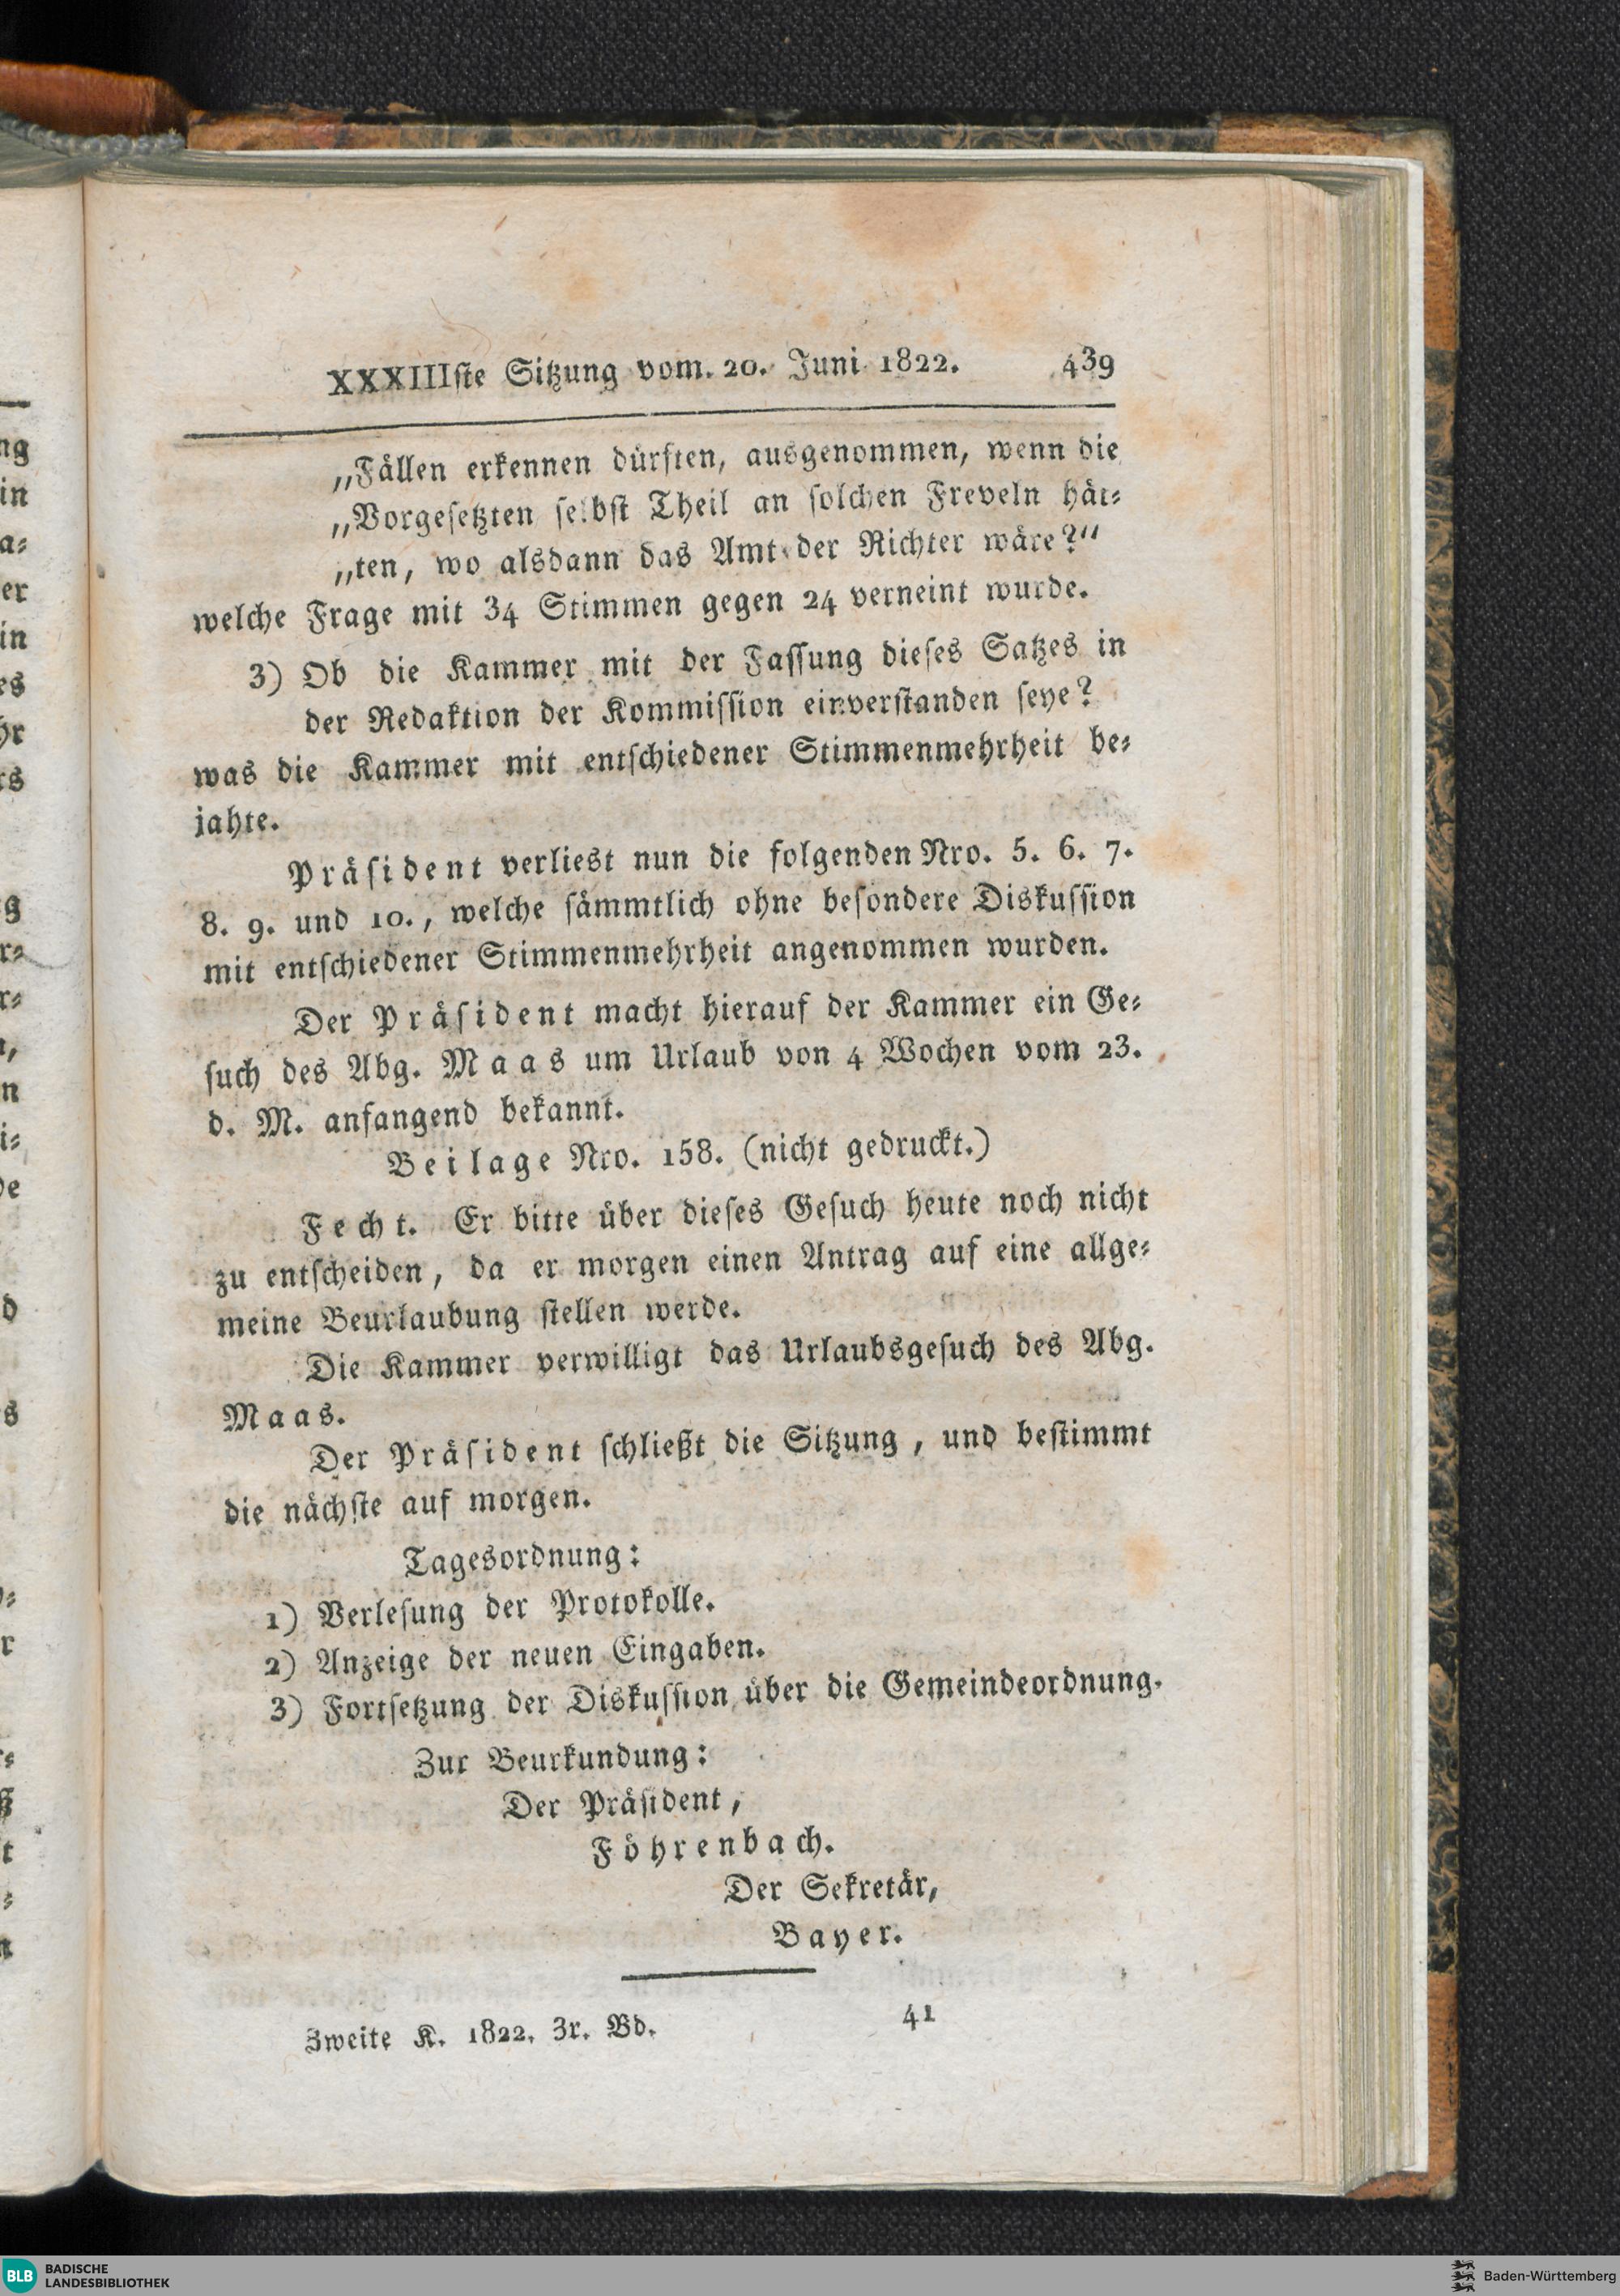 XXXIIIste Sitzung vom 20. Juni 1822. 439
„Fällen erkennen dürften, ausgenommen, wenn die
„Vorgesetzten selbst Theil an solchen Freveln hät-
„ten, wo alsdann das Amt der Richter wäre?“
welche Frage mit 34 Stimmen gegen 24 verneint wurde.
3) Ob die Kammer mit der Fassung dieses Satzes in
der Redaktion der Kommission einverstanden seye?
was die Kammer mit entschiedener Stimmenmehrheit be-
jahte.
Präsident verliest nun die folgenden Nro. 5. 6. 7.
8. 9. und 10., welche sämmtlich ohne besondere Diskussion
mit entschiedener Stimmenmehrheit angenommen wurden.
Der Präsident macht hierauf der Kammer ein Ge-
such des Abg. Maas um Urlaub von 4 Wochen vom 23.
d. M. anfangend bekannt.
Beilage Nro. 158. (nicht gedruckt.)
Fecht. Er bitte über dieses Gesuch heute noch nicht
zu entscheiden, da er morgen einen Antrag auf eine allge-
meine Beurlaubung stellen werde.
Die Kammer verwilligt das Urlaubsgesuch des Abg.
Maas.
Der Präsident schließt die Sitzung, und bestimmt
die nächste auf morgen.
Tagesordnung:
1) Verlesung der Protokolle.
2) Anzeige der neuen Eingaben.
3) Fortsetzung der Diskussion über die Gemeindeordnung.
Zur Beurkundung:
Der Präsident,
Föhrenbach.
Der Sekretär,
Bayer.
Zweite K. 1822. 3r. Bd. 41
BLB BADISCHE
LANDESBIBLIOTHEK
Baden-Württemberg